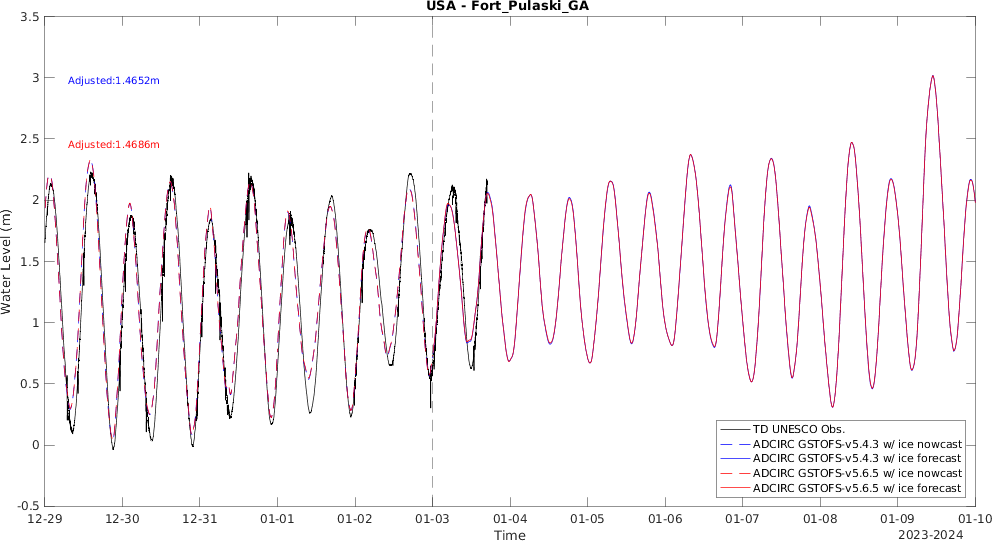 USA - Fort_Pulaski_GA
3.5
3
2.5
2
1.5
1
0.5
0
-0.5
Water Level (m)
Adjusted:1.4652m
Adjusted:1.4686m
TD UNESCO Obs.
ADCIRC GSTOFS-v5.4.3 w/ ice nowcast
ADCIRC GSTOFS-v5.4.3 w/ ice forecast
ADCIRC GSTOFS-v5.6.5 w/ ice nowcast
ADCIRC GSTOFS-v5.6.5 w/ ice forecast
12-29 12-30 12-31 01-01 01-02 01-03 01-04 01-05 01-06 01-07 01-08 01-09 01-10
Time
2023-2024